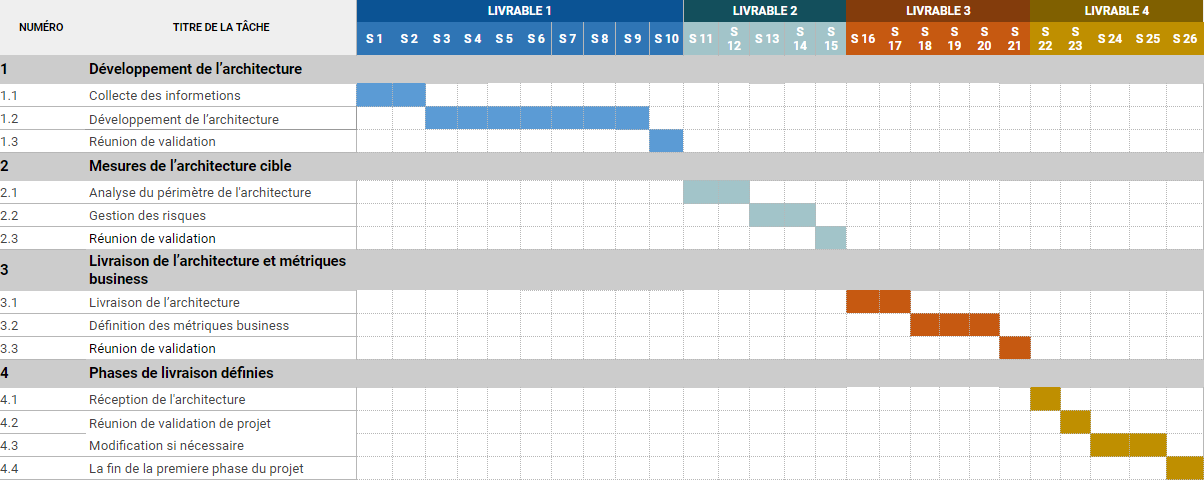 LIVRABLE 1 LIVRABLE 2 LIVRABLE 3 LIVRABLE 4
NUMÉRO TITRE DE LA TÂCHE
S 1 S 2 S 3 S 4 S 5 S 6 S 7 S 8 S 9 S 10 S 11 S 12 S 13 S 14 S 15 S 16 S 17 S 18 S 19 S 20 S 21 S 22 S 23 S 24 S 25 S 26
1 Développement de l’architecture
1.1 Collecte des informetions
1.2 Développement de l’architecture
1.3 Réunion de validation
2 Mesures de l’architecture cible
2.1 Analyse du périmètre de l'architecture
2.2 Gestion des risques
2.3 Réunion de validation
3 Livraison de l’architecture et métriques
business
3.1 Livraison de l’architecture
3.2 Définition des métriques business
3.3 Réunion de validation
4 Phases de livraison définies
4.1 Réception de l'architecture
4.2 Réunion de validation de projet
4.3 Modification si nécessaire
4.4 La fin de la premiere phase du projet